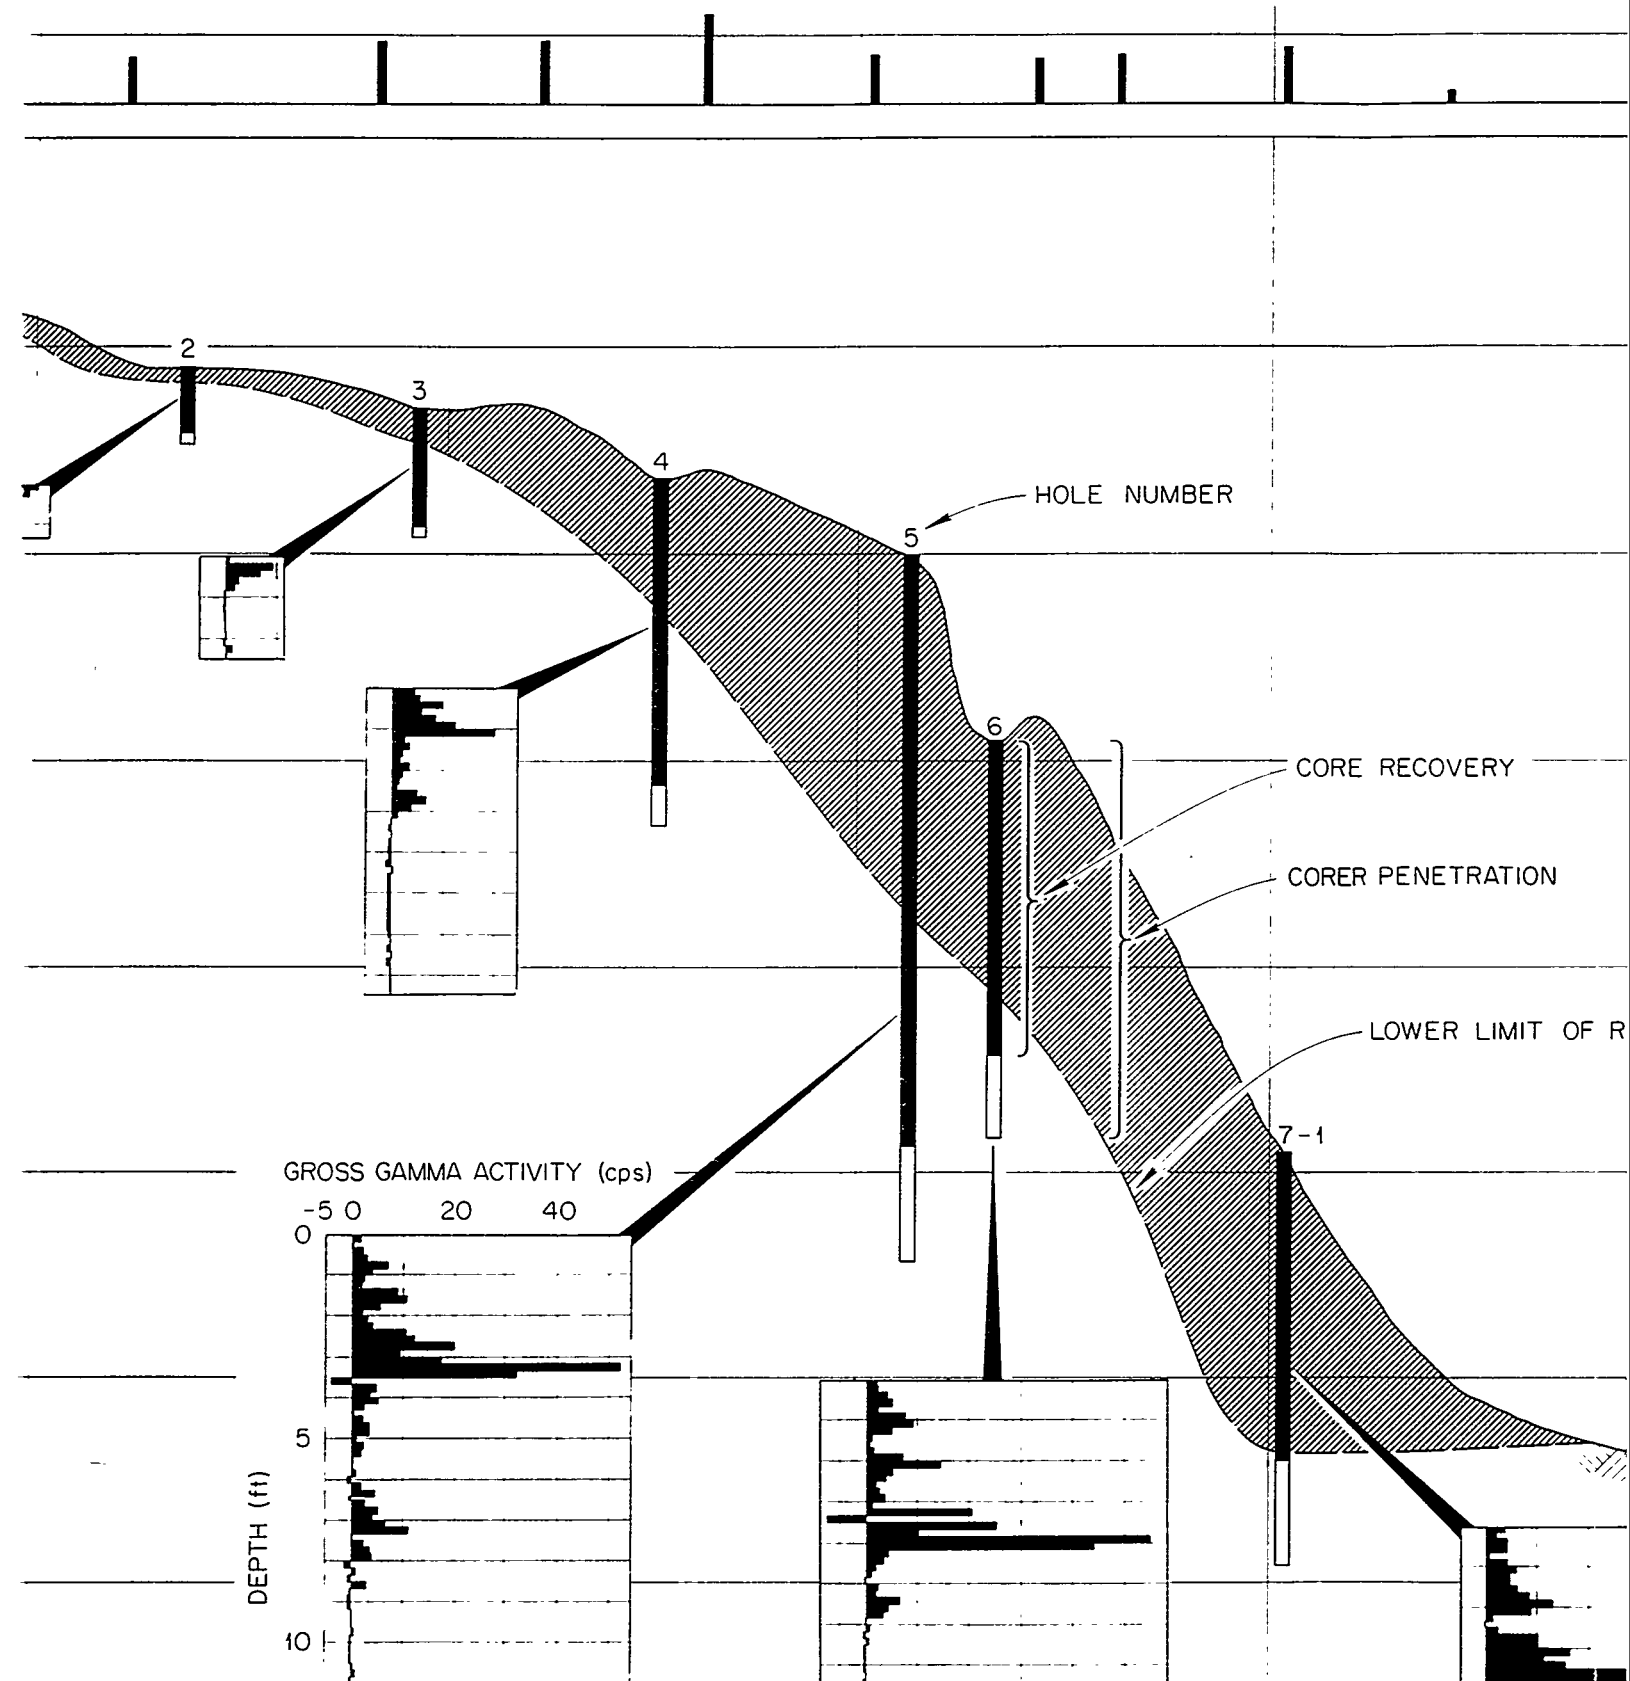 2
3
4
HOLE NUMBER
5
6
CORE RECOVERY
CORER PENETRATION
LOWER LIMIT OF R
7-1
GROSS GAMMA ACTIVITY (cps)
-5 0 20 40
0
5
DEPTH (ft)
10